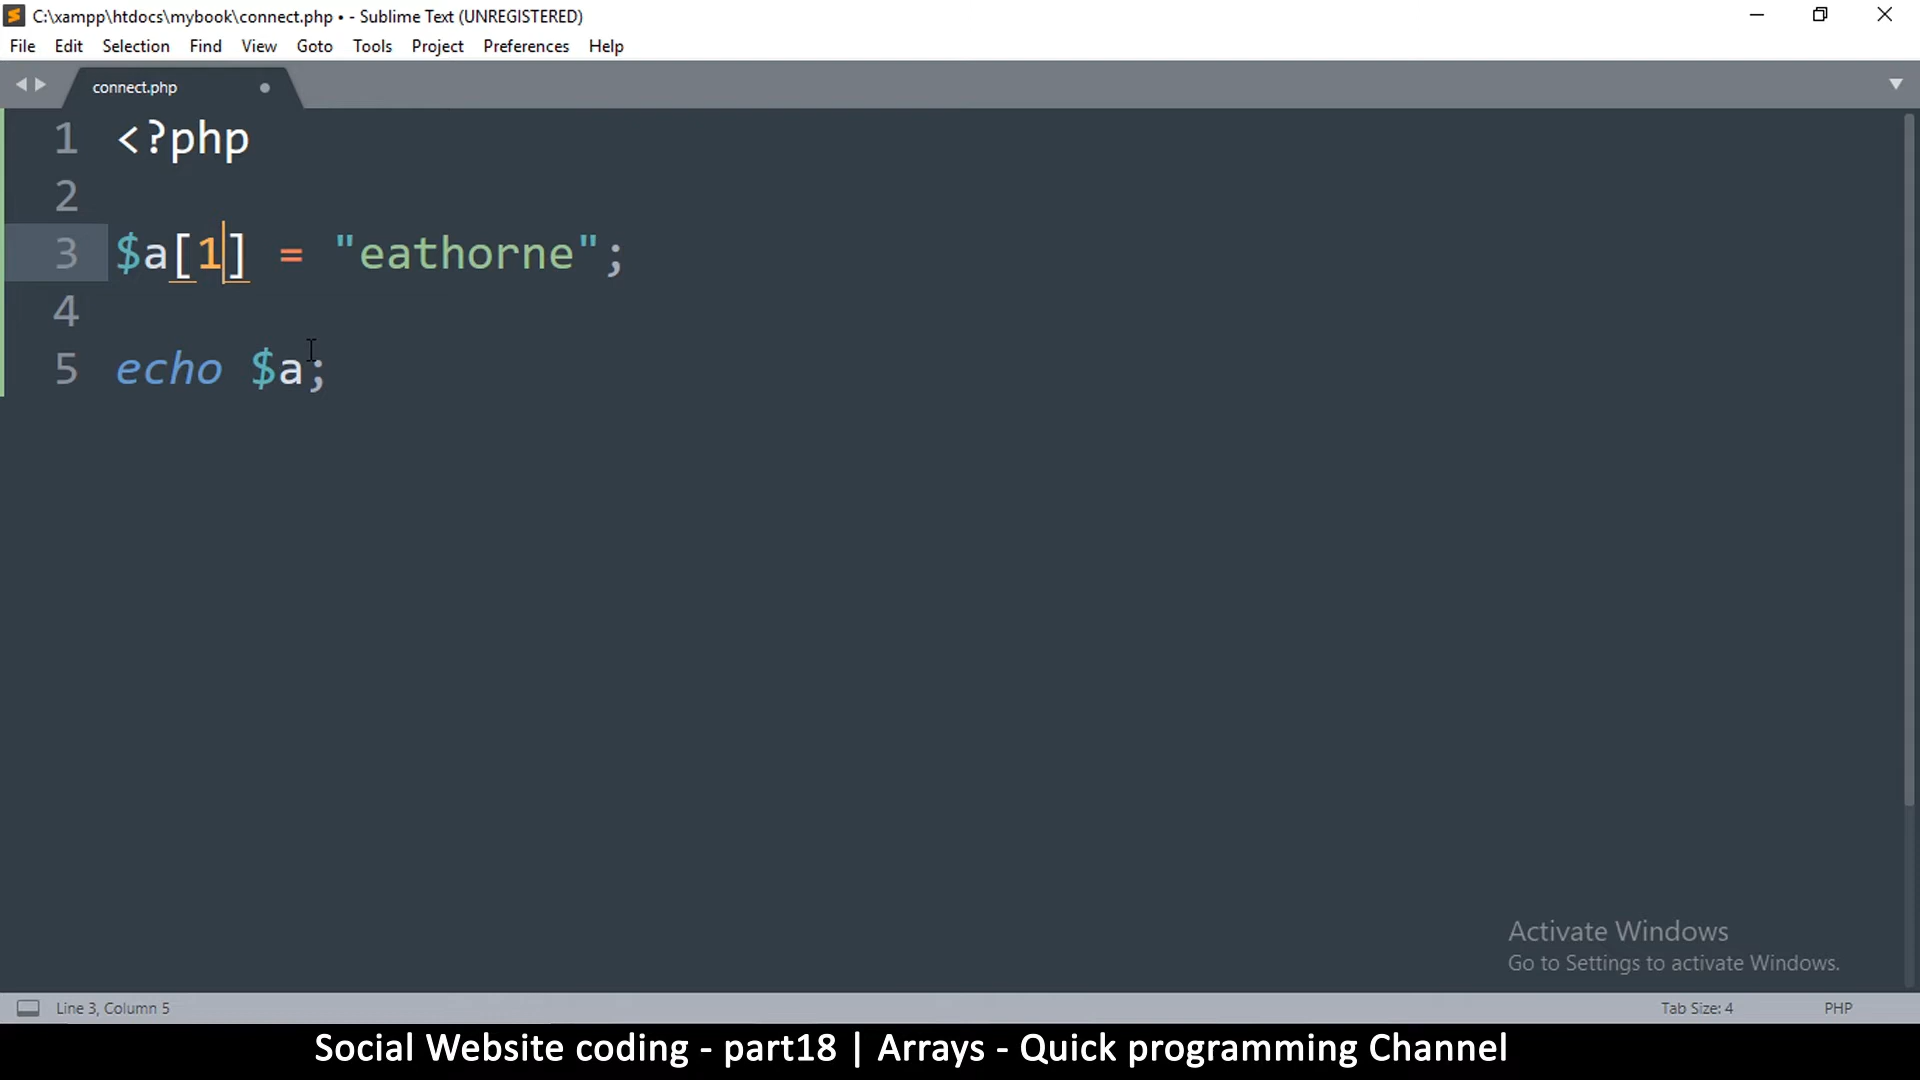 C:\xampp\htdocs\mybook\connect.php • - Sublime Text (UNREGISTERED)
File Edit Selection Find View Goto Tools Project Preferences Help
connect.php
1 <?php
2
3 $a[1] = "eathorne";
4
5 echo $a;
Activate Windows
Go to Settings to activate Windows.
Line 3, Column 5 Tab Size: 4 PHP
Social Website coding - part18 | Arrays - Quick programming Channel